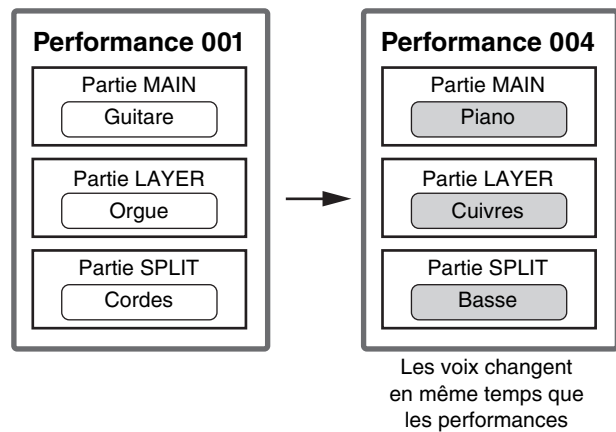 Performance 001
Partie MAIN
Guitare
Partie LAYER
Orgue
Partie SPLIT
Cordes
Performance 004
Partie MAIN
Piano
Partie LAYER
Cuivres
Partie SPLIT
Basse
Les voix changent
en même temps que
les performances